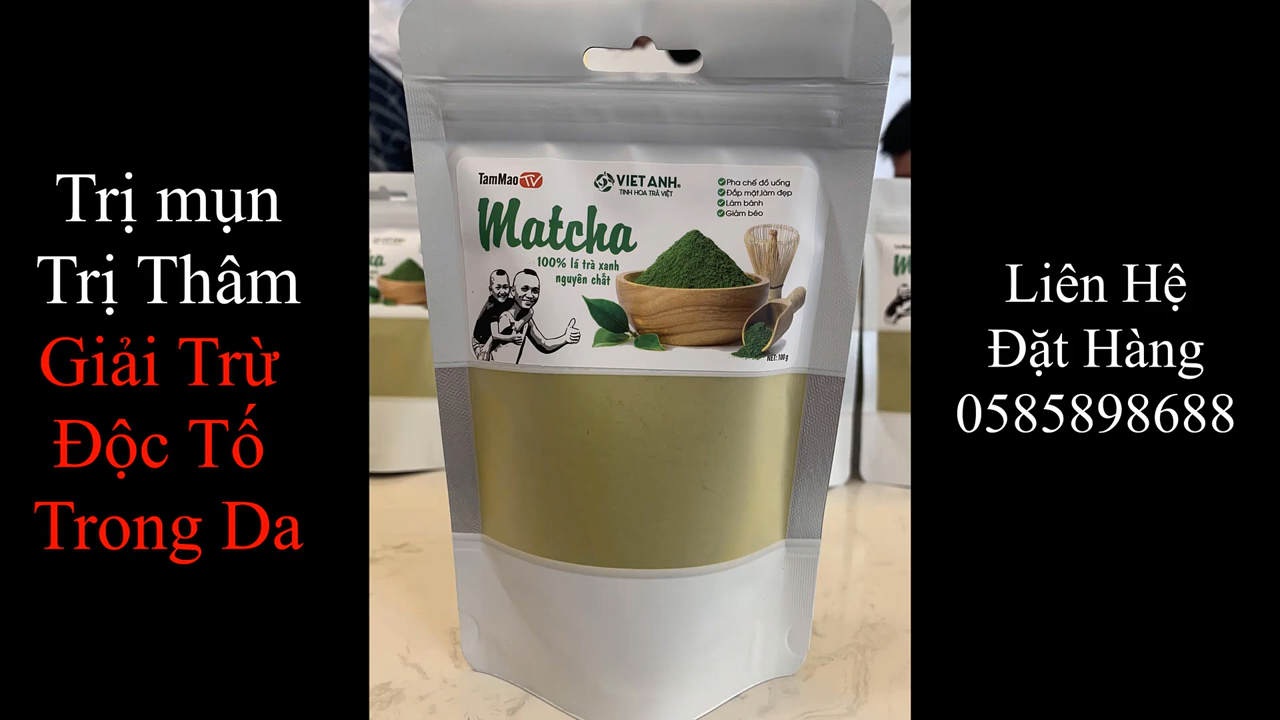 Trị mụn
Trị Thâm
Giải Trừ
Độc Tố
Trong Da
TamMao TV
VIET ANH®
TINH HOA TRÀ VIỆT
Pha chế đồ uống
Đắp mặt,làm đẹp
Làm bánh
Giảm béo
Matcha
100% lá trà xanh
nguyên chất
NET: 100g
Liên Hệ
Đặt Hàng
0585898688